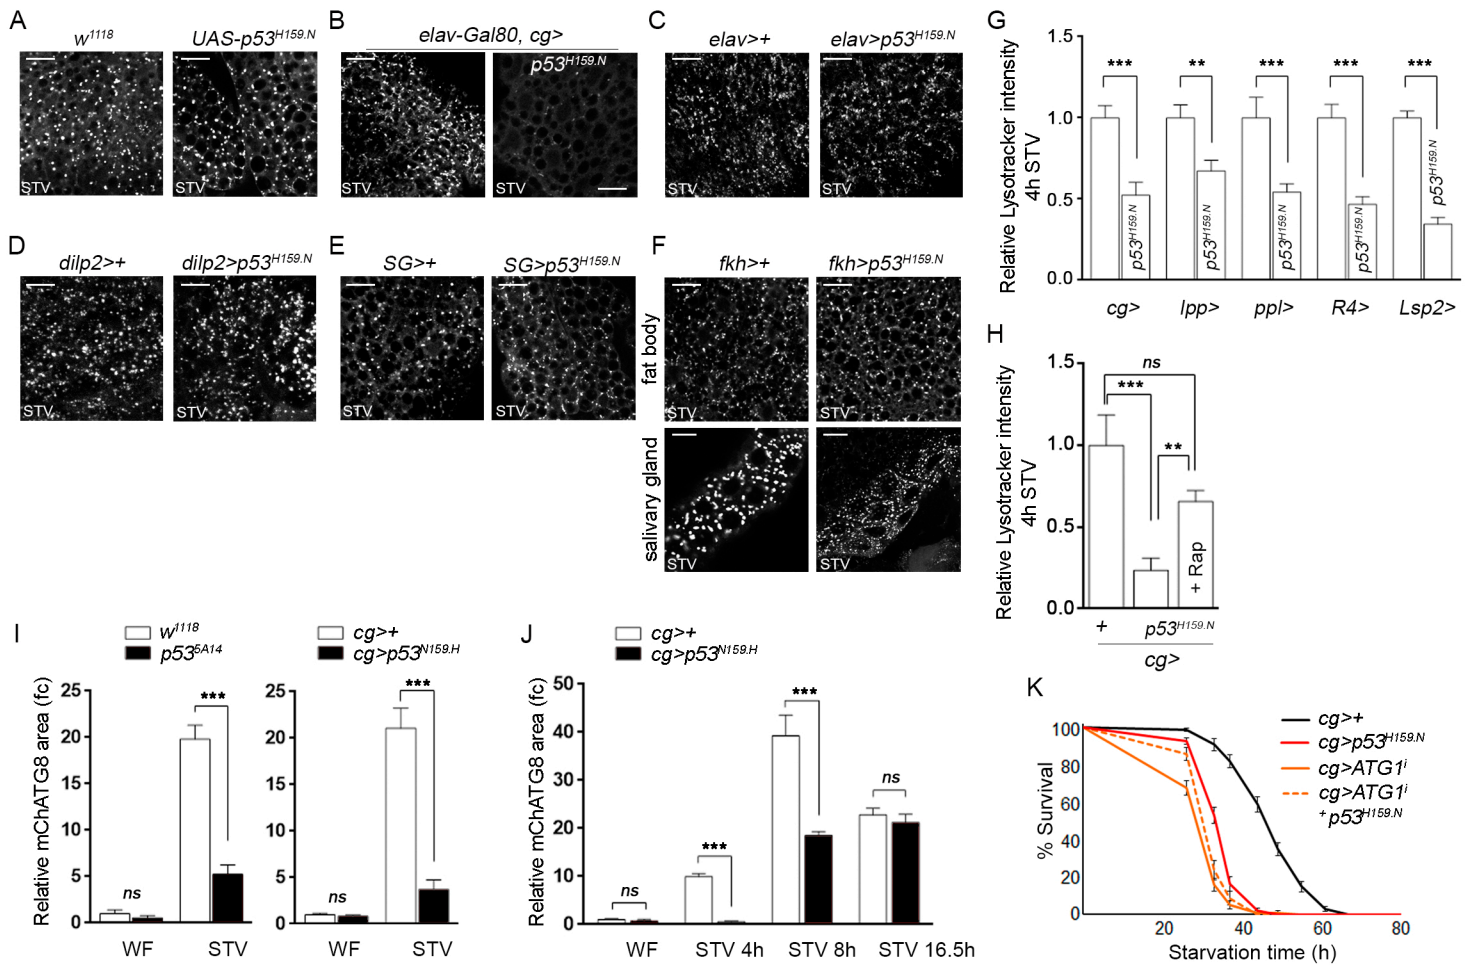 A
w1118
UAS-p53H159.N
STV
STV
B
elav-Gal80, cg>
p53H159.N
STV
STV
C
elav>+
elav>p53H159.N
STV
STV
D
dilp2>+
dilp2>p53H159.N
STV
STV
E
SG>+
SG>p53H159.N
STV
STV
F
fkh>+
fkh>p53H159.N
fat body
STV
STV
salivary gland
STV
STV
G
Relative Lysotracker intensity
4h STV
1.5
1.0
0.5
0.0
*** ** *** *** ***
p53H159.N
p53H159.N
p53H159.N
p53H159.N
p53H159.N
cg> lpp> ppl> R4> Lsp2>
H
Relative Lysotracker intensity
4h STV
1.5
1.0
0.5
0.0
ns
***
**
+ Rap
+ p53H159.N
cg>
I
w1118
p535A14
Relative mChATG8 area (fc)
25
20
15
10
5
0
ns
***
WF STV
cg>+
cg>p53N159.H
25
20
15
10
5
0
ns
***
WF STV
J
cg>+
cg>p53N159.H
Relative mChATG8 area (fc)
50
40
30
20
10
0
ns
***
***
ns
WF STV 4h STV 8h STV 16.5h
K
% Survival
100
80
60
40
20
0
20 40 60 80
Starvation time (h)
cg>+
cg>p53H159.N
cg>ATG1i
cg>ATG1i
+ p53H159.N